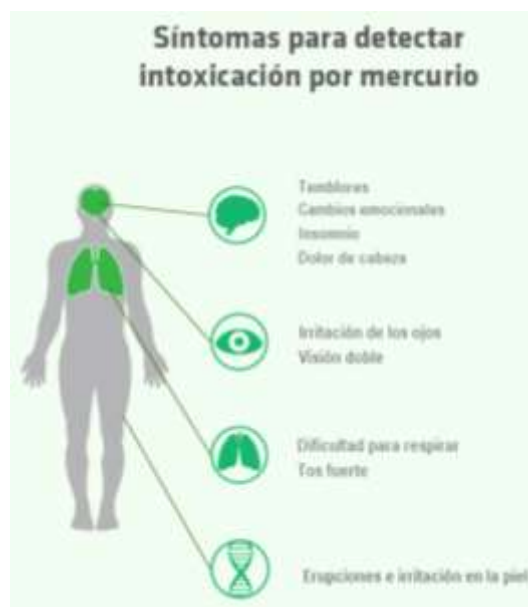 Síntomas para detectar
intoxicación por mercurio
Temblores
Cambios emocionales
Insomnio
Dolor de cabeza
Irritación de los ojos
Visión doble
Dificultad para respirar
Tos fuerte
Erupciones e irritación en la piel